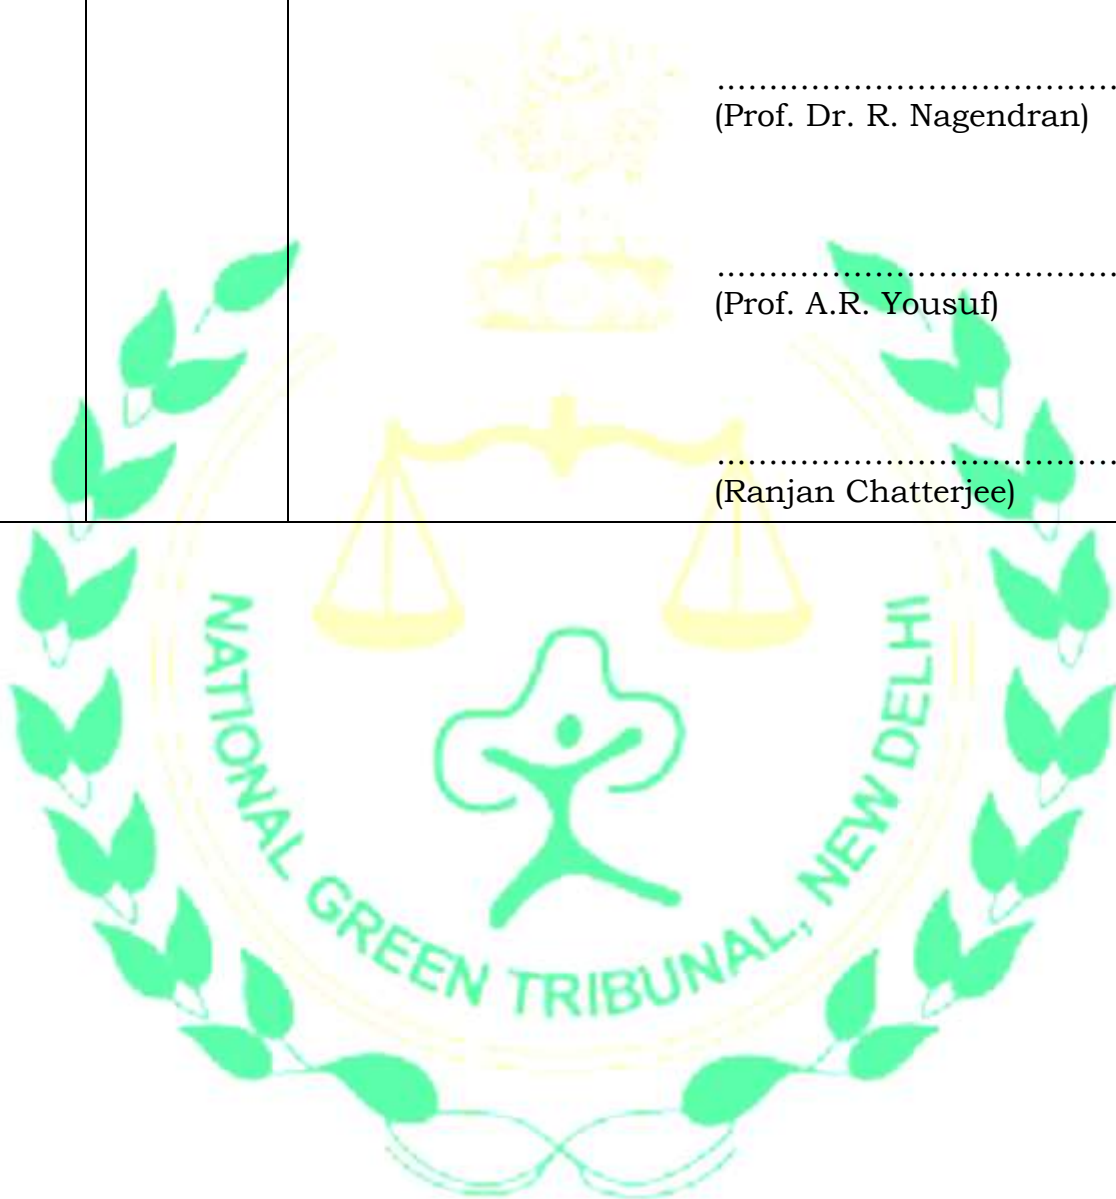 ....................................
(Prof. Dr. R. Nagendran)
....................................
(Prof. A.R. Yousuf)
....................................
(Ranjan Chatterjee)
NATIONAL GREEN TRIBUNAL, NEW DELHI